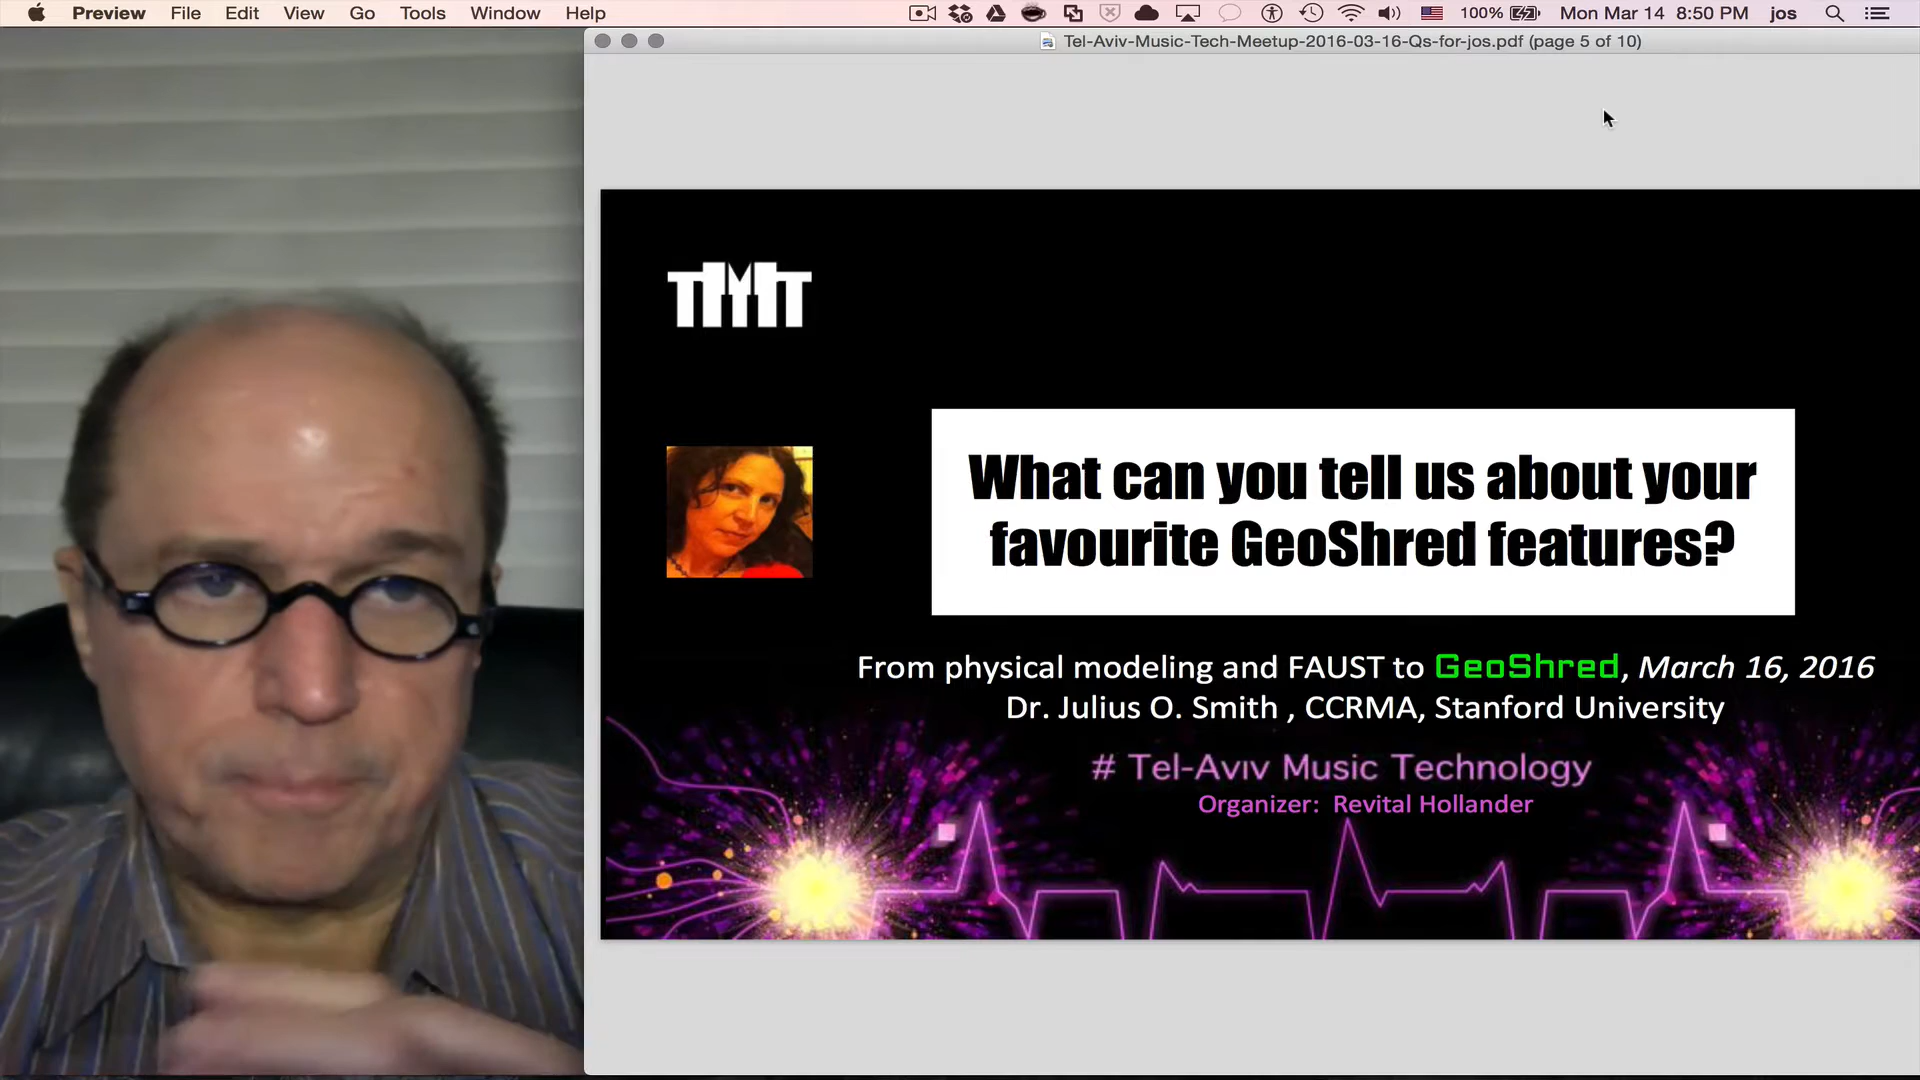 Preview File Edit View Go Tools Window Help 100% Mon Mar 14 8:50 PM jos
Tel-Aviv-Music-Tech-Meetup-2016-03-16-Qs-for-jos.pdf (page 5 of 10)
TMT
What can you tell us about your
favourite GeoShred features?
From physical modeling and FAUST to GeoShred, March 16, 2016
Dr. Julius O. Smith , CCRMA, Stanford University
# Tel-Aviv Music Technology
Organizer: Revital Hollander